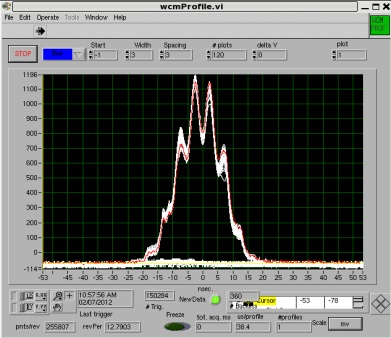 wcmProfile.vi
File Edit Operate Tools Window Help
WCM
Start Width Spacing # plots delta Y plot
STOP -1 3 3 120 0 1
1196
1100
1000
900
800
700
600
500
400
300
200
100
0
-114
-53 -45 -40 -35 -30 -25 -20 -15 -10 -5 0 5 10 15 20 25 30 35 40 45 50 53
nsec.
10:57:56 AM
02/07/2012
150264
# Trig.
NewData
360
Cursor -53 -78
Last trigger
Freeze
tot. acq. ms us/profile #profiles
pnts/rev 255807 revPer 12.7903 0 38.4 1 Scale mv